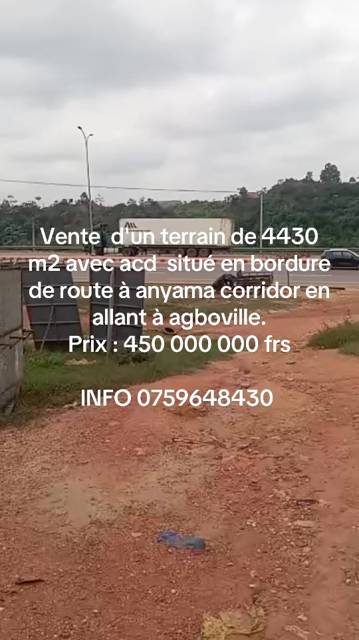 Vente d'un terrain de 4430
m2 avec acd situé en bordure
de route à anyama corridor en
allant à agboville.
Prix : 450 000 000 frs
INFO 0759648430